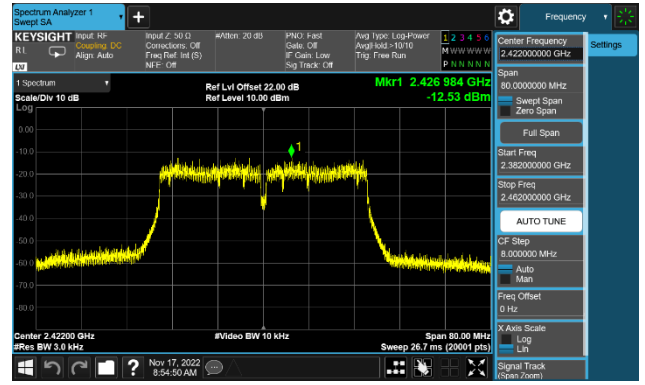 Spectrum Analyzer 1
Swept SA
+
Frequency
KEYSIGHT
R L
LXI
Input: RF
Coupling: DC
Align: Auto
Input Z: 50 Ω
Corrections: Off
Freq Ref: Int (S)
NFE: Off
#Atten: 20 dB
PNO: Fast
Gate: Off
IF Gain: Low
Sig Track: Off
Avg Type: Log-Power
Avg|Hold:>10/10
Trig: Free Run
1 2 3 4 5 6
M W W W W W
P N N N N N
1 Spectrum
Scale/Div 10 dB
Log
Ref Lvl Offset 22.00 dB
Ref Level 10.00 dBm
Mkr1 2.426 984 GHz
-12.53 dBm
1
0.00
-10.0
-20.0
-30.0
-40.0
-50.0
-60.0
-70.0
-80.0
Center 2.42200 GHz
#Res BW 3.0 kHz
#Video BW 10 kHz
Span 80.00 MHz
Sweep 26.7 ms (20001 pts)
Nov 17, 2022
8:54:50 AM
Center Frequency
2.422000000 GHz
Settings
Span
80.0000000 MHz
Swept Span
Zero Span
Full Span
Start Freq
2.382000000 GHz
Stop Freq
2.462000000 GHz
AUTO TUNE
CF Step
8.000000 MHz
Auto
Man
Freq Offset
0 Hz
X Axis Scale
Log
Lin
Signal Track
(Span Zoom)